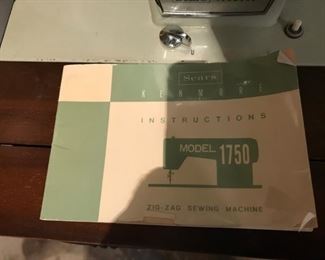 U
Sears
KENMORE
INSTRUCTIONS
MODEL 1750
ZIG-ZAG SEWING MACHINE